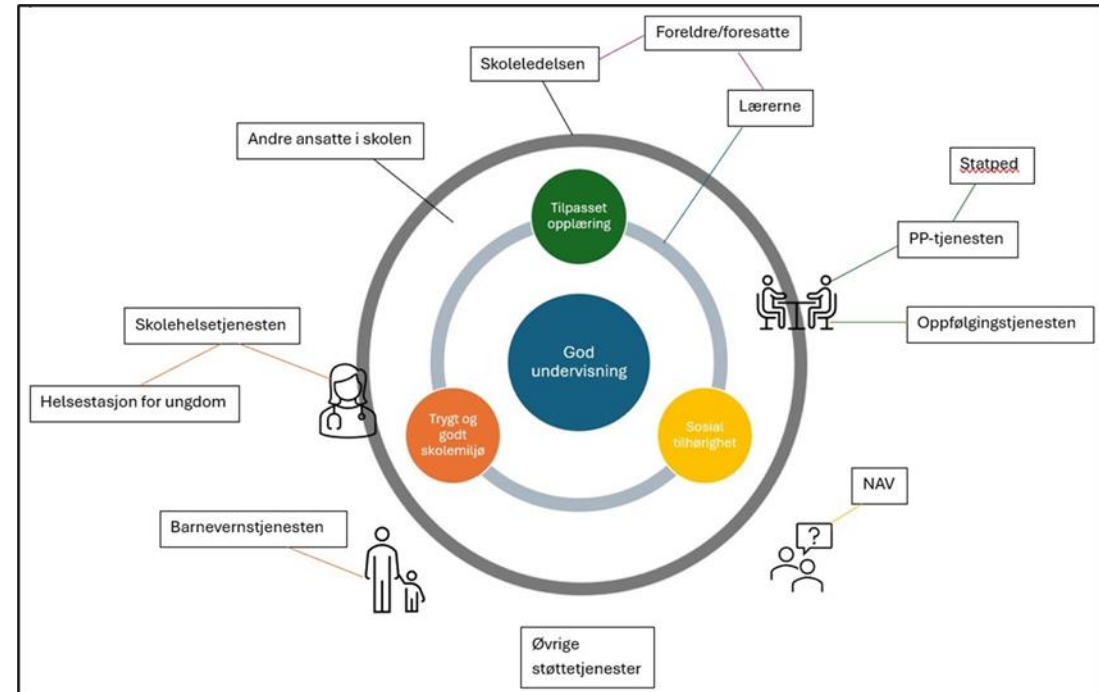 Foreldre/foresatte
Skoleledelsen
Lærerne
Andre ansatte i skolen
Statped
Tilpasset
opplæring
PP-tjenesten
Skolehelsetjenesten
Oppfølgingstjenesten
God
undervisning
Helsestasjon for ungdom
Trygt og
godt
skolemiljø
Sosial
tilhørighet
NAV
?
Barnevernstjenesten
Øvrige
støttetjenester